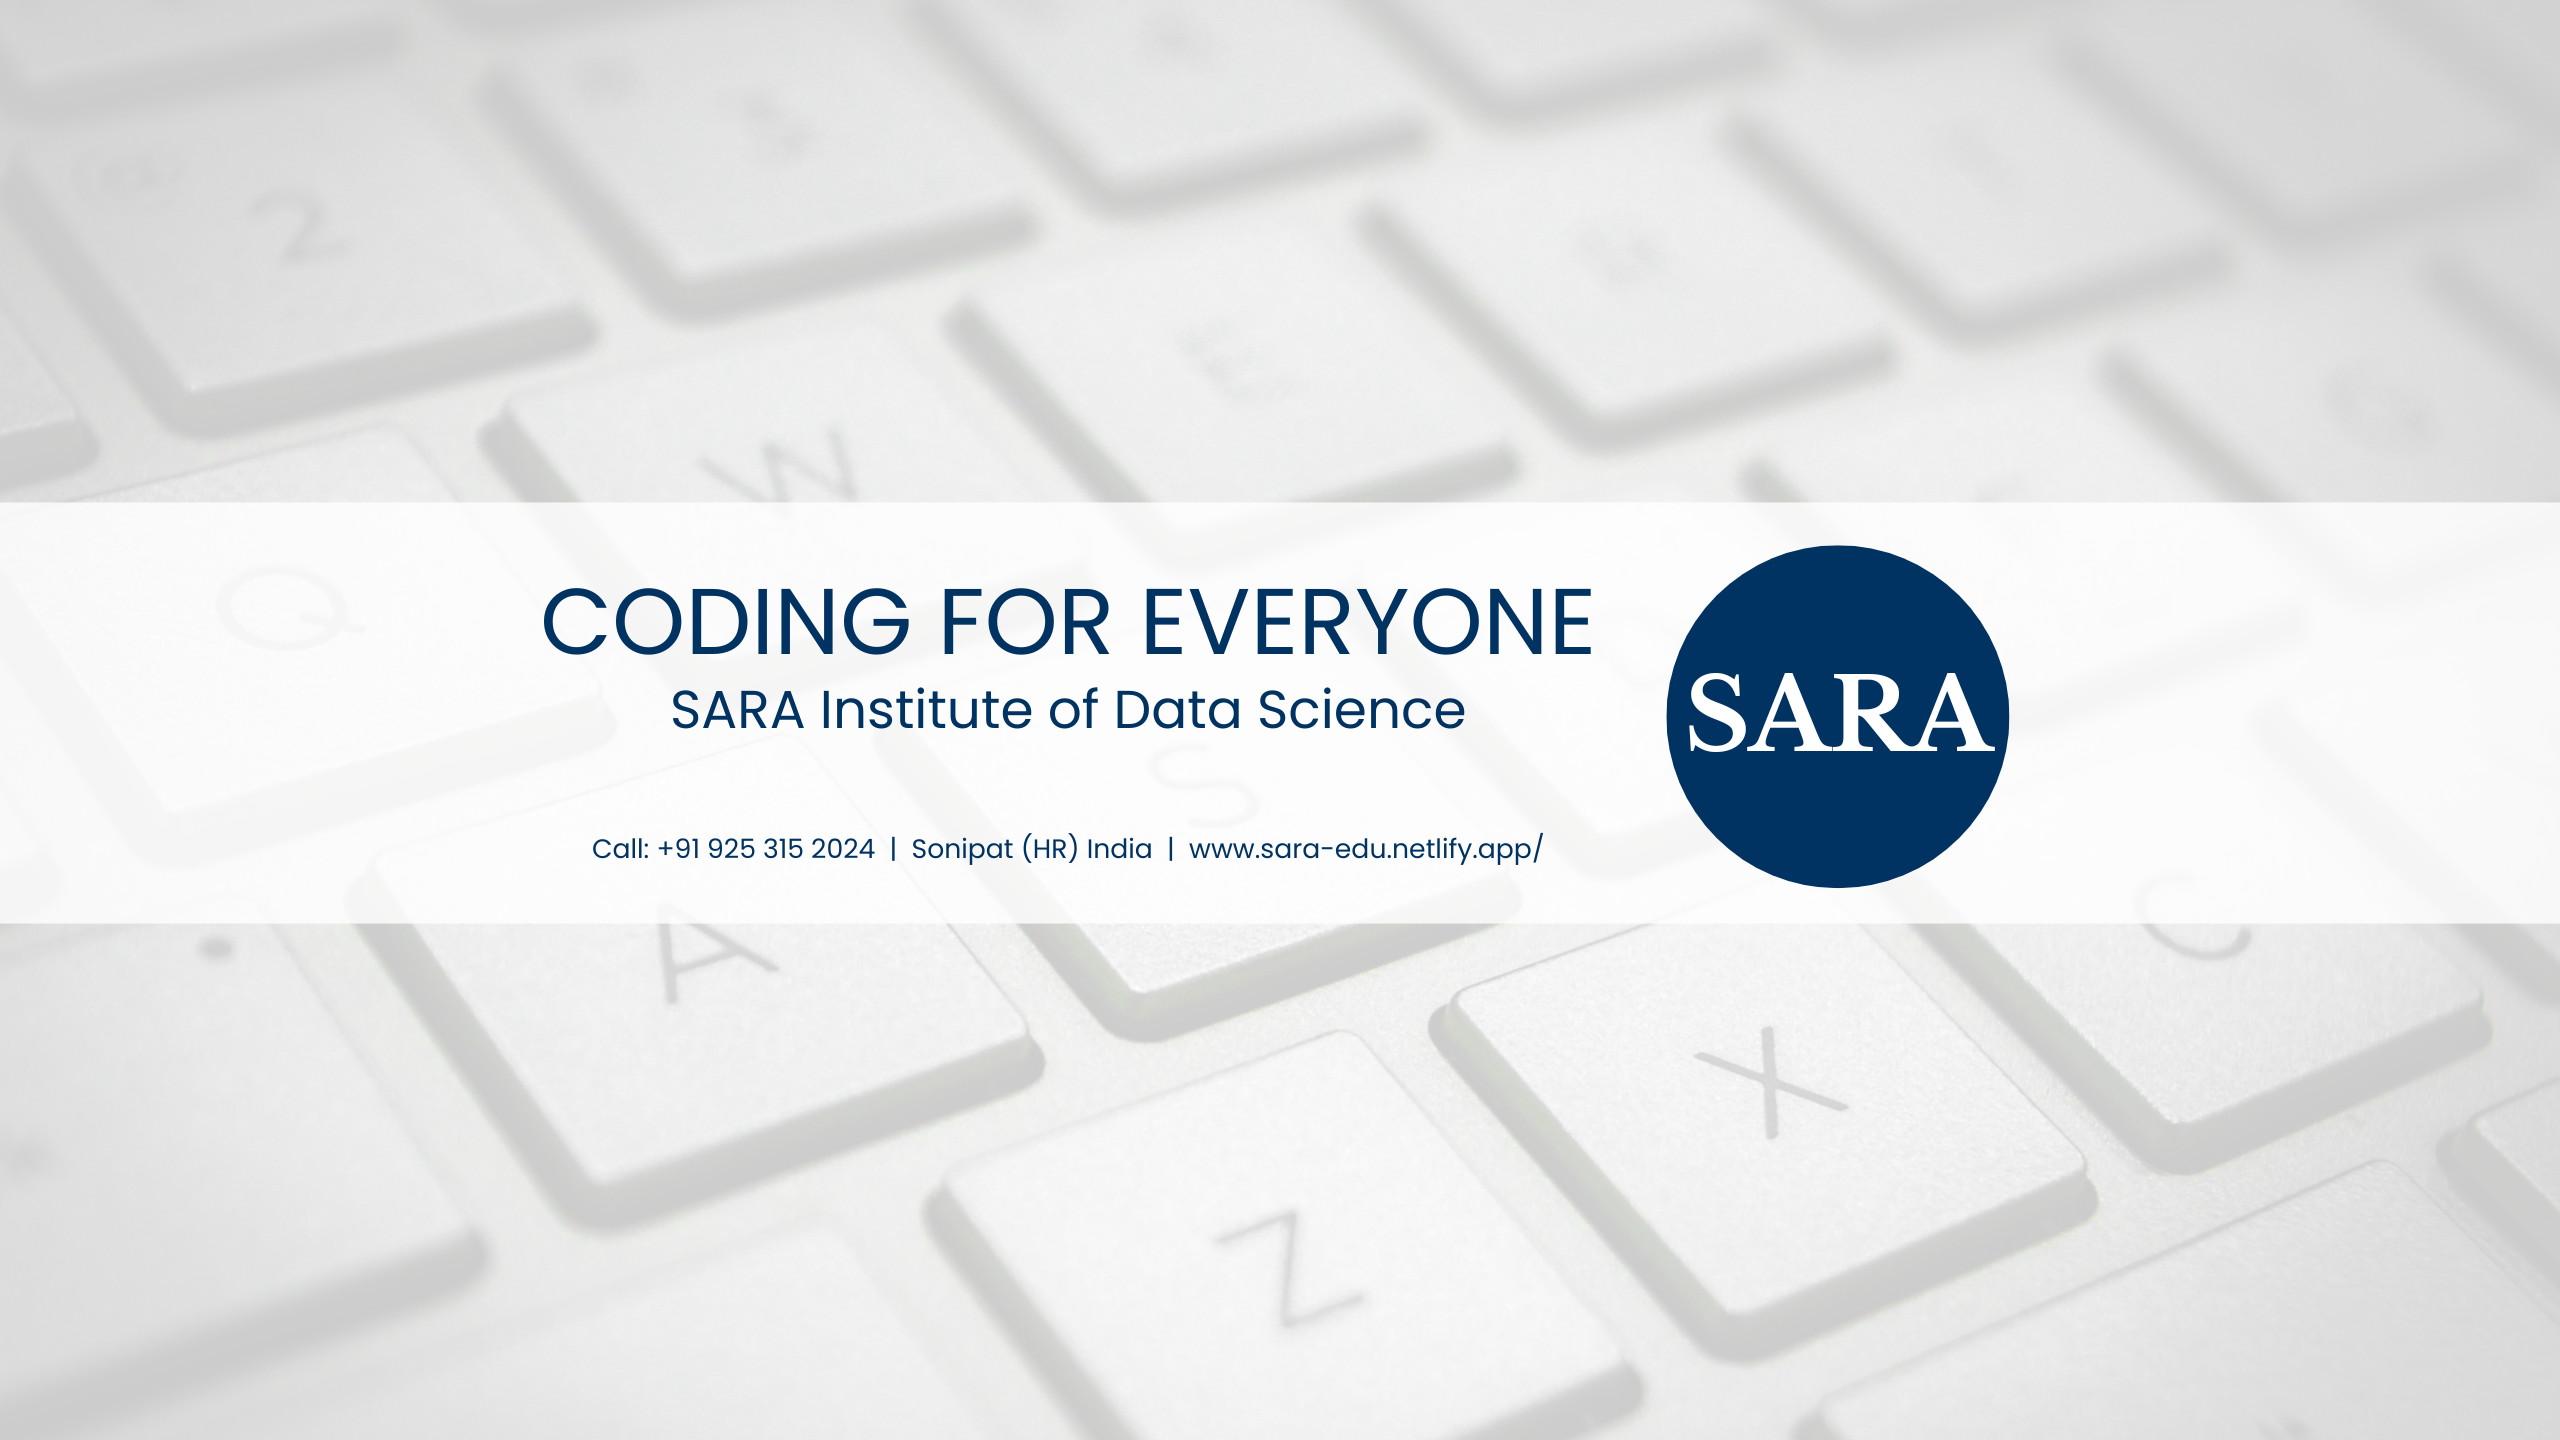 2
W
Q
CODING FOR EVERYONE
SARA Institute of Data Science
SARA
S
Call: +91 925 315 2024 | Sonipat (HR) India | www.sara-edu.netlify.app/
A
C
X
Z